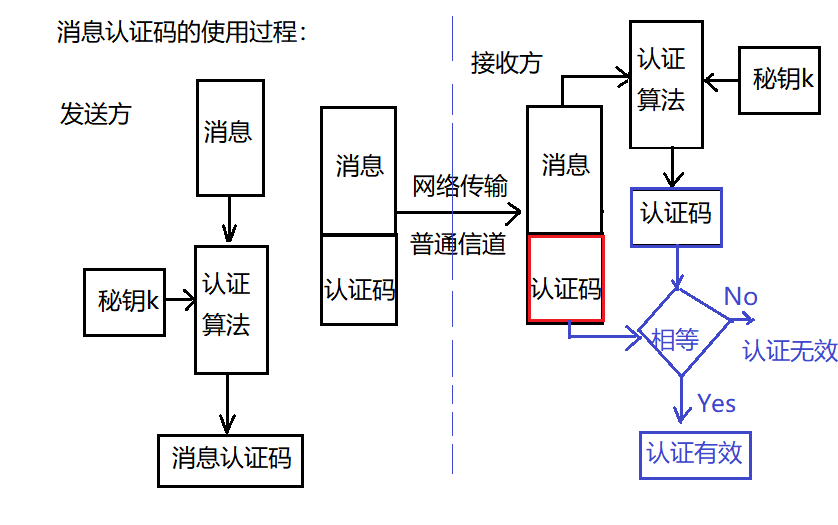 消息认证码的使用过程：
发送方
消息
秘钥k
认证
算法
消息认证码
消息
认证码
网络传输
普通信道
接收方
消息
认证码
认证
算法
秘钥k
认证码
相等
No
认证无效
Yes
认证有效